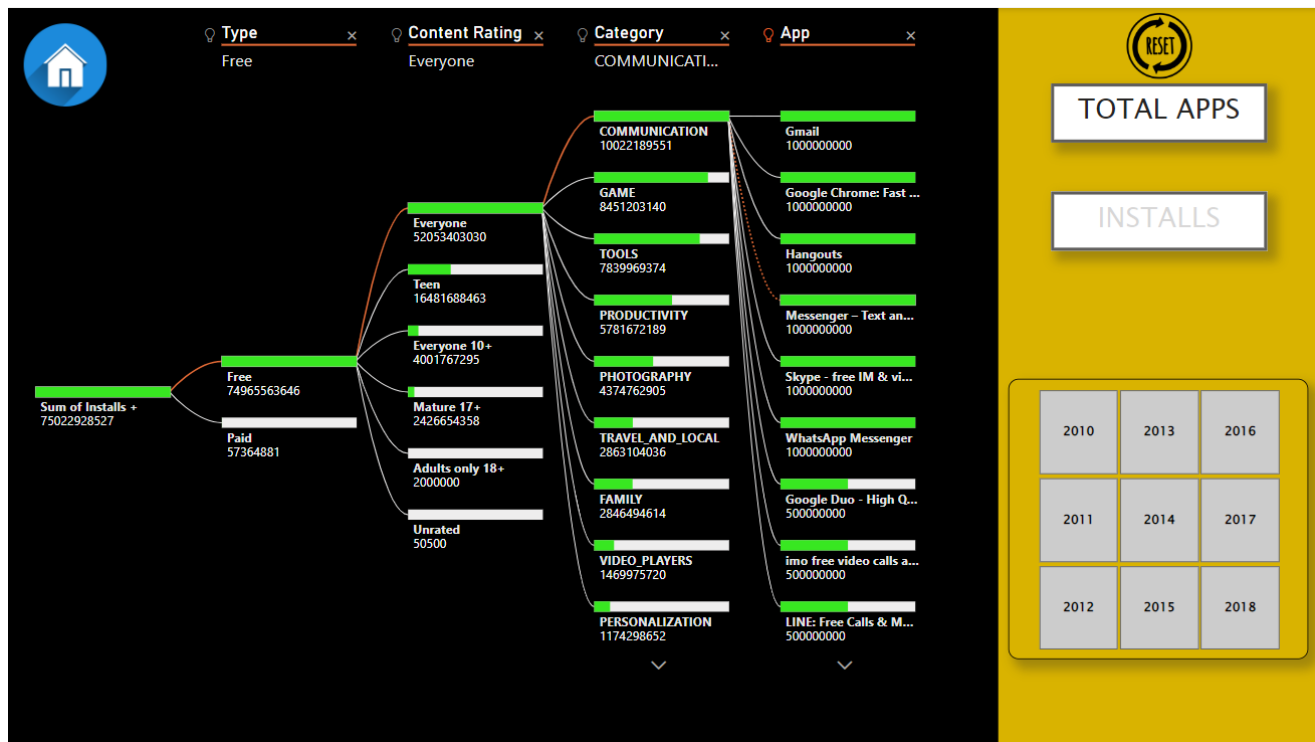 Type ×
Free
Content Rating ×
Everyone
Category ×
COMMUNICATI...
App ×
Sum of Installs +
75022928527
Free
74965563646
Paid
57364881
Everyone
52053403030
Teen
16481688463
Everyone 10+
4001767295
Mature 17+
2426654358
Adults only 18+
2000000
Unrated
50500
COMMUNICATION
10022189551
GAME
8451203140
TOOLS
7839969374
PRODUCTIVITY
5781672189
PHOTOGRAPHY
4374762905
TRAVEL_AND_LOCAL
2863104036
FAMILY
2846494614
VIDEO_PLAYERS
1469975720
PERSONALIZATION
1174298652
Gmail
1000000000
Google Chrome: Fast ...
1000000000
Hangouts
1000000000
Messenger – Text an...
1000000000
Skype - free IM & vi...
1000000000
WhatsApp Messenger
1000000000
Google Duo - High Q...
500000000
imo free video calls a...
500000000
LINE: Free Calls & M...
500000000
RESET
TOTAL APPS
INSTALLS
2010 2013 2016
2011 2014 2017
2012 2015 2018